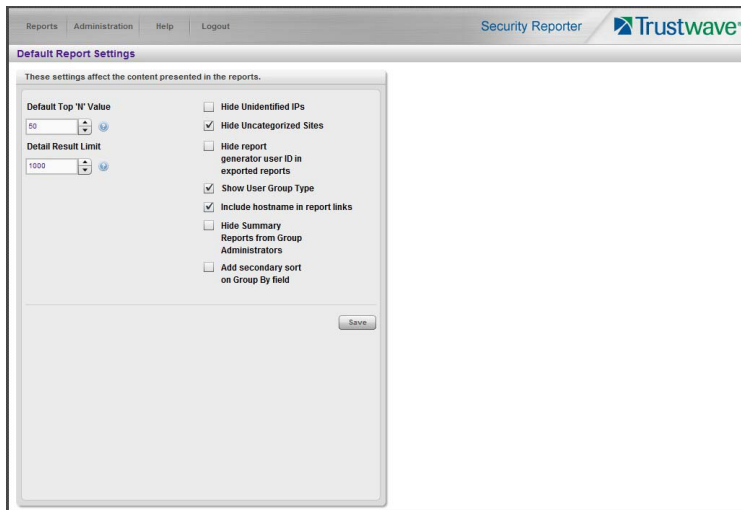 Reports Administration Help Logout
Security Reporter
Trustwave®
Default Report Settings
These settings affect the content presented in the reports.
Default Top 'N' Value
50
Detail Result Limit
1000
Hide Unidentified IPs
Hide Uncategorized Sites
Hide report
generator user ID in
exported reports
Show User Group Type
Include hostname in report links
Hide Summary
Reports from Group
Administrators
Add secondary sort
on Group By field
Save